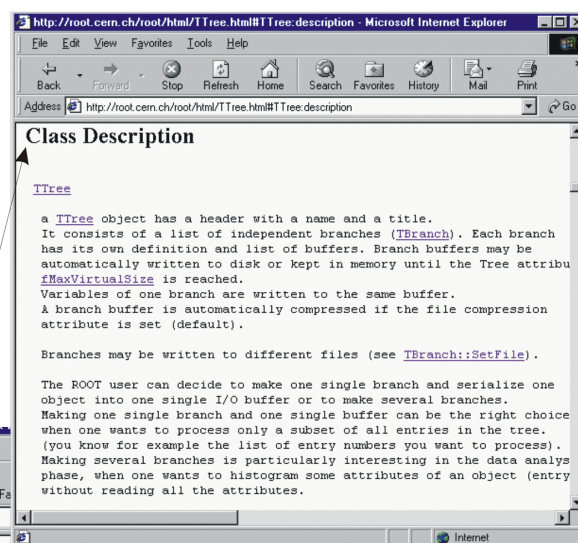 http://root.cern.ch/root/html/TTree.html#TTree:description - Microsoft Internet Explorer
File Edit View Favorites Tools Help
Back Forward Stop Refresh Home Search Favorites History Mail Print
Address http://root.cern.ch/root/html/TTree.html#TTree:description Go
Class Description
TTree
a TTree object has a header with a name and a title.
It consists of a list of independent branches (TBranch). Each branch
has its own definition and list of buffers. Branch buffers may be
automatically written to disk or kept in memory until the Tree attribu
fMaxVirtualSize is reached.
Variables of one branch are written to the same buffer.
A branch buffer is automatically compressed if the file compression
attribute is set (default).
Branches may be written to different files (see TBranch::SetFile).
The ROOT user can decide to make one single branch and serialize one
object into one single I/O buffer or to make several branches.
Making one single branch and one single buffer can be the right choice
when one wants to process only a subset of all entries in the tree.
(you know for example the list of entry numbers you want to process).
Making several branches is particularly interesting in the data analys
phase, when one wants to histogram some attributes of an object (entry
without reading all the attributes.
Fa
Internet